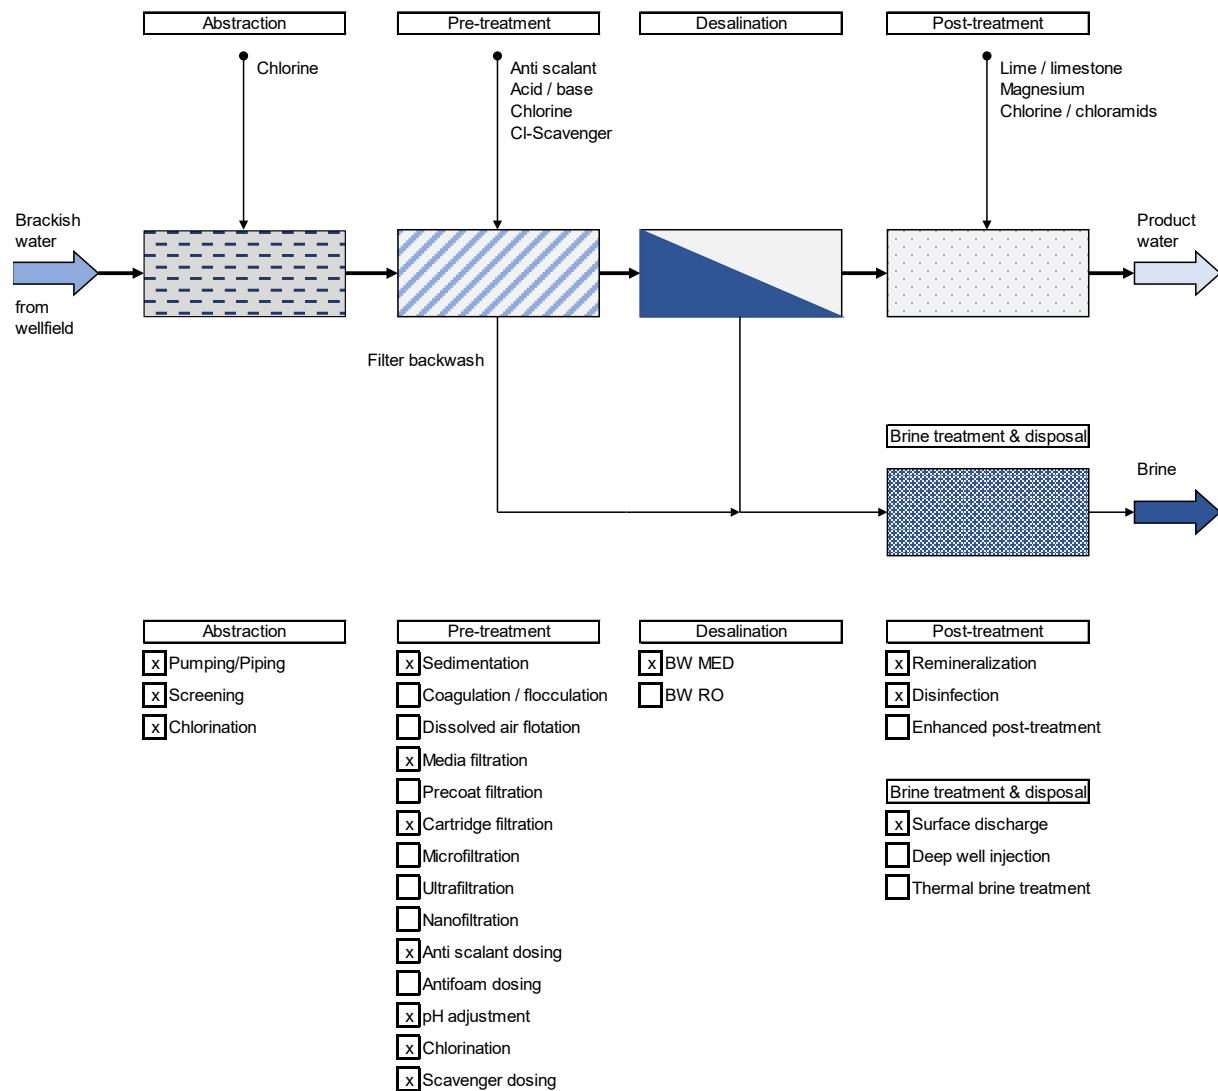 Abstraction
Pre-treatment
Desalination
Post-treatment
Chlorine
Anti scalant
Acid / base
Chlorine
Cl-Scavenger
Lime / limestone
Magnesium
Chlorine / chloramids
Brackish
water
from
wellfield
Product
water
Filter backwash
Brine treatment & disposal
Brine
Abstraction
x Pumping/Piping
x Screening
x Chlorination
Pre-treatment
x Sedimentation
Coagulation / flocculation
Dissolved air flotation
x Media filtration
Precoat filtration
x Cartridge filtration
Microfiltration
Ultrafiltration
Nanofiltration
x Anti scalant dosing
Antifoam dosing
x pH adjustment
x Chlorination
x Scavenger dosing
Desalination
x BW MED
BW RO
Post-treatment
x Remineralization
x Disinfection
Enhanced post-treatment
Brine treatment & disposal
x Surface discharge
Deep well injection
Thermal brine treatment